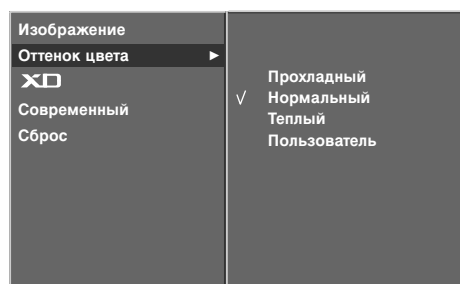 Изображение
Оттенок цвета ►
XD
Современный
Сброс
Прохладный
√ Нормальный
Теплый
Пользователь